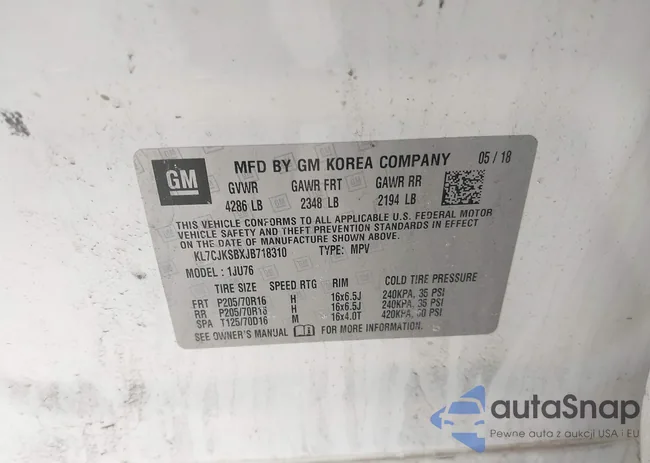 GM
MFD BY GM KOREA COMPANY 05/18
GVWR GAWR FRT GAWR RR
4286 LB 2348 LB 2194 LB
THIS VEHICLE CONFORMS TO ALL APPLICABLE U.S. FEDERAL MOTOR
VEHICLE SAFETY AND THEFT PREVENTION STANDARDS IN EFFECT
ON THE DATE OF MANUFACTURE SHOWN ABOVE.
KL7CJKSBXJB718310 TYPE: MPV
MODEL: 1JU76
TIRE SIZE SPEED RTG RIM COLD TIRE PRESSURE
FRT P205/70R16 H 16x6.5J 240KPA, 35 PSI
RR P205/70R16 H 16x6.5J 240KPA, 35 PSI
SPA T125/70D16 M 16x4.0T 420KPA, 60 PSI
SEE OWNER'S MANUAL FOR MORE INFORMATION.
autaSnap
Pewne auta z aukcji USA i EU